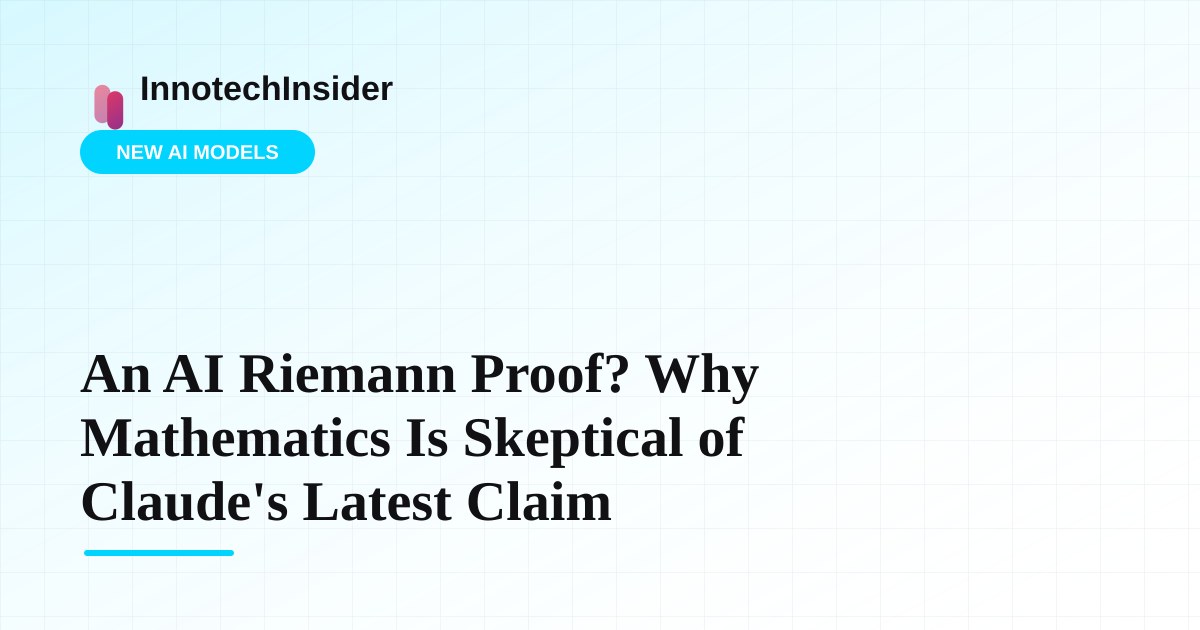 InnotechInsider
NEW AI MODELS
An AI Riemann Proof? Why
Mathematics Is Skeptical of
Claude's Latest Claim